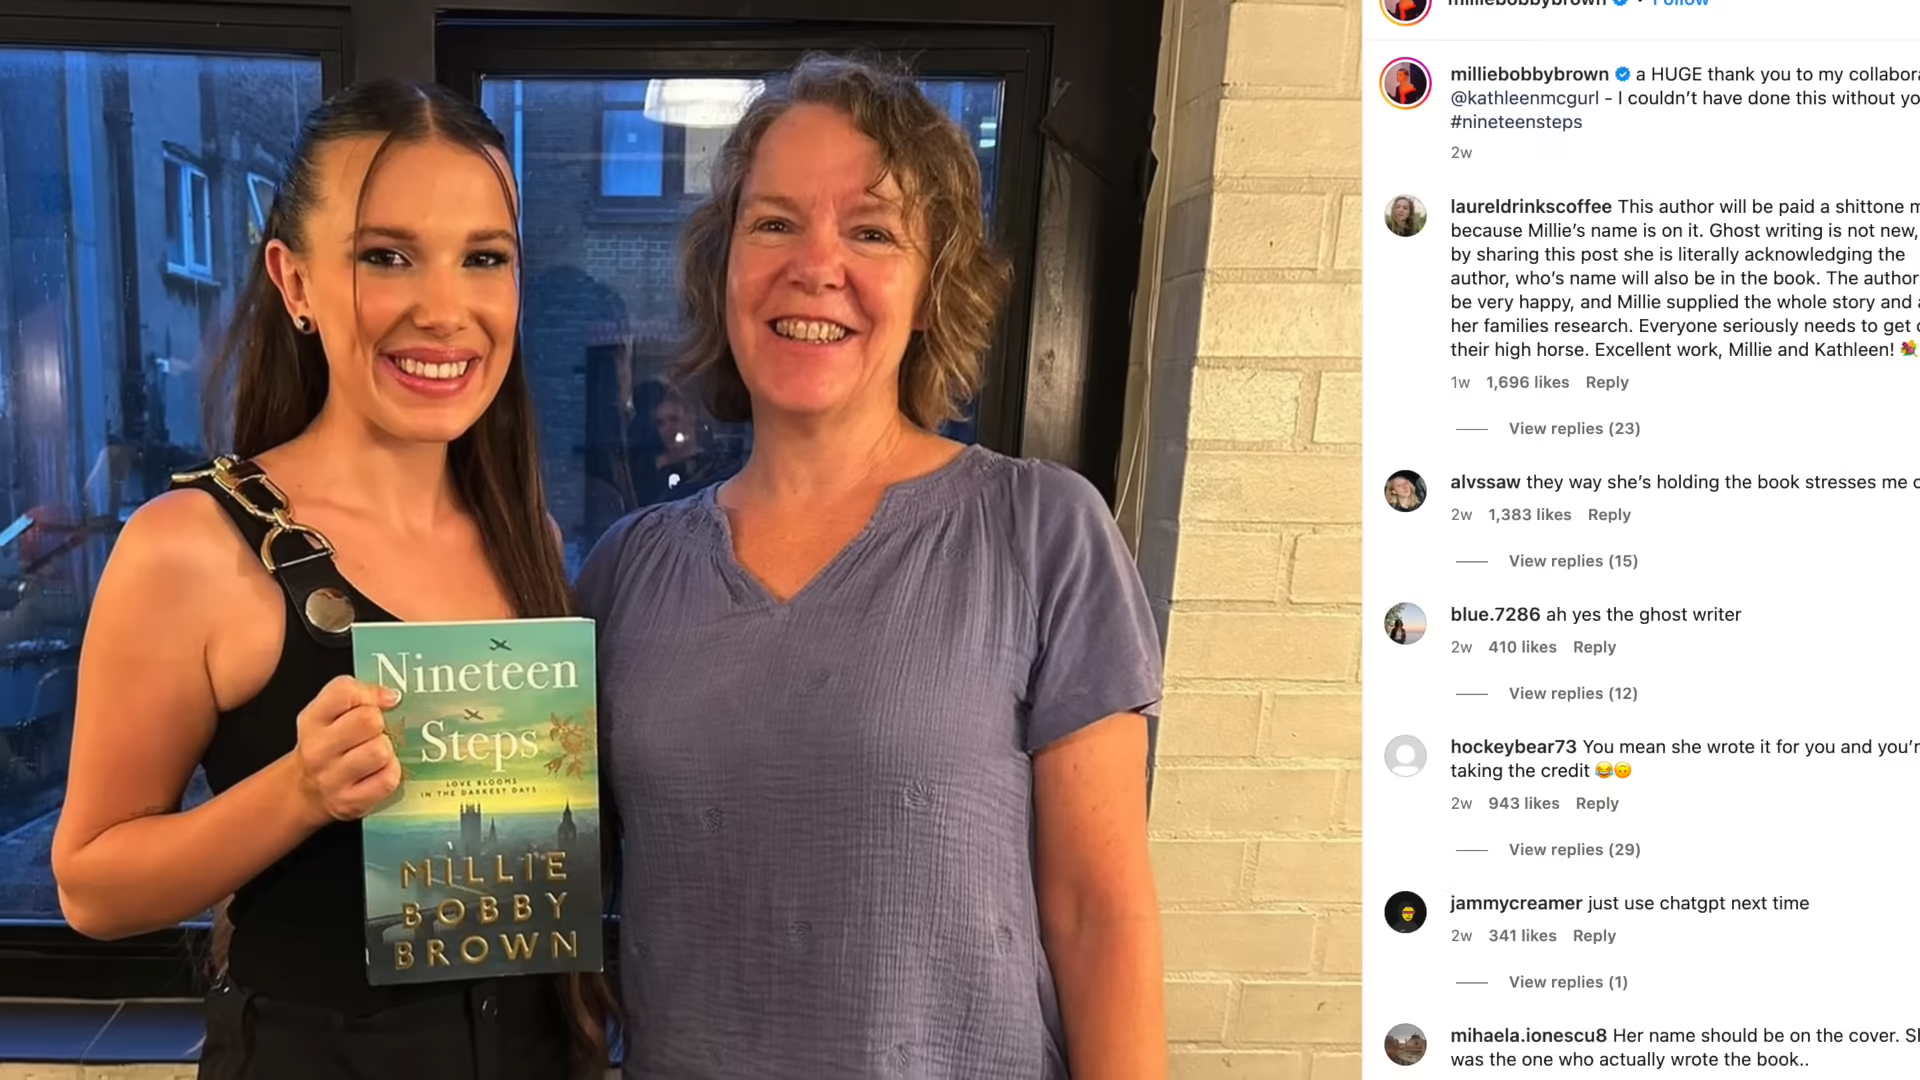 Nineteen
Steps
LOVE BLOOMS
IN THE DARKEST DAYS
MILLIE
BOBBY
BROWN
milliebobbybrown • Follow
milliebobbybrown a HUGE thank you to my
@kathleenmcgurl - I couldn't have done this without
#nineteensteps
2w
laureldrinkscoffee This author will be paid a shittone
because Millie's name is on it. Ghost writing is not new,
by sharing this post she is literally acknowledging the
author, who's name will also be in the book. The author
be very happy, and Millie supplied the whole story and
her families research. Everyone seriously needs to get
their high horse. Excellent work, Millie and Kathleen! 💐
1w 1,696 likes Reply
View replies (23)
alvssaw they way she's holding the book stresses me
2w 1,383 likes Reply
View replies (15)
blue.7286 ah yes the ghost writer
2w 410 likes Reply
View replies (12)
hockeybear73 You mean she wrote it for you and
taking the credit 😂🙃
2w 943 likes Reply
View replies (29)
jammycreamer just use chatgpt next time
2w 341 likes Reply
View replies (1)
mihaela.ionescu8 Her name should be on the cover.
was the one who actually wrote the book..